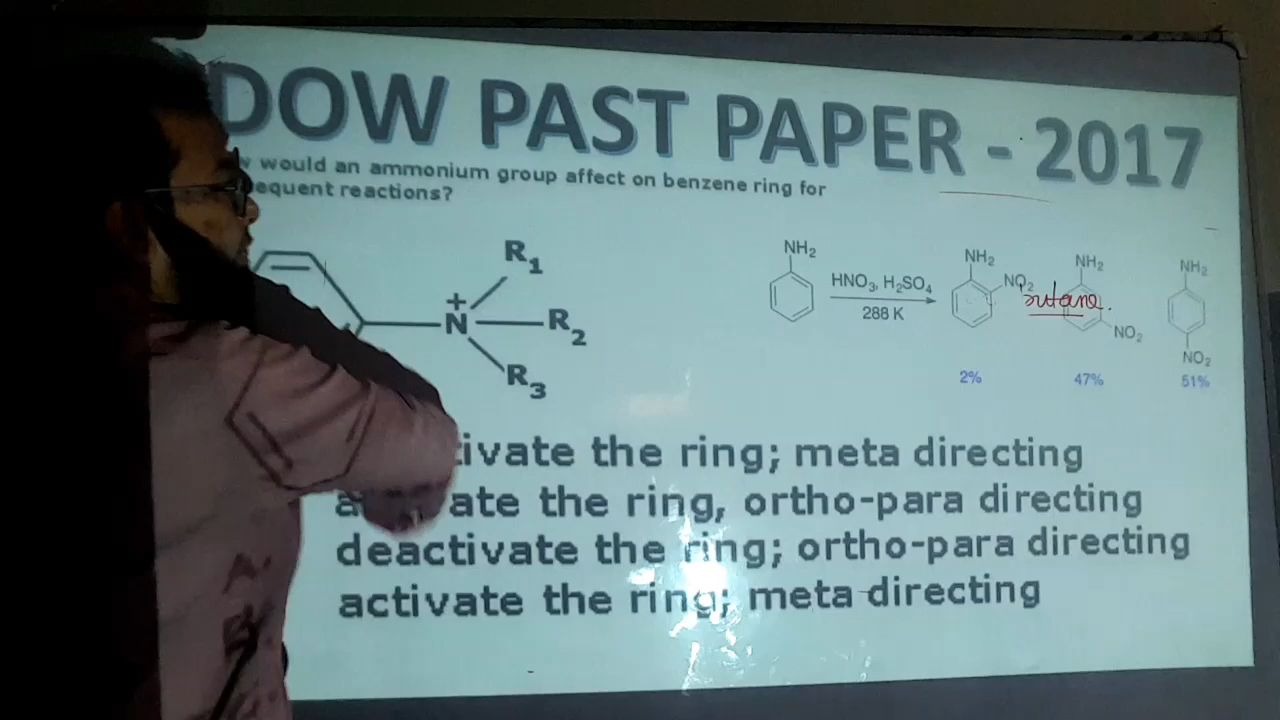 DOW PAST PAPER - 2017
would an ammonium group affect on benzene ring for
equent reactions?
R1
+
N
R2
R3
NH2
HNO3, H2SO4
288 K
NH2
NO2
2%
NH2
NO2
47%
NH2
NO2
51%
ivate the ring; meta directing
ate the ring, ortho-para directing
deactivate the ring; ortho-para directing
activate the ring; meta directing